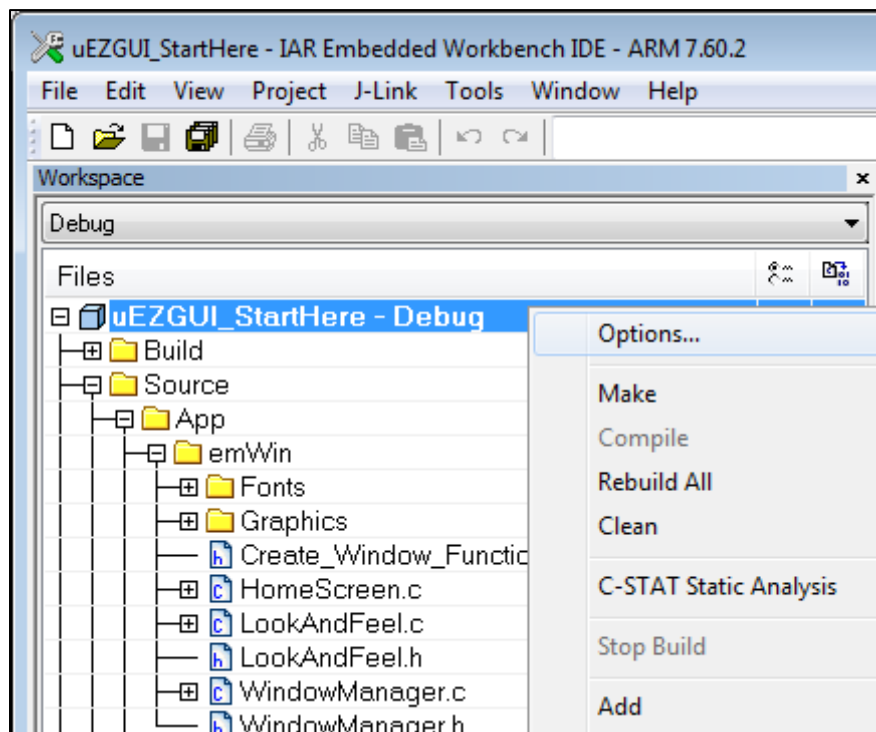 uEZGUI_StartHere - IAR Embedded Workbench IDE - ARM 7.60.2
File Edit View Project J-Link Tools Window Help
Workspace
Debug
Files
uEZGUI_StartHere - Debug
Options...
Build
Source
Make
App
Compile
emWin
Fonts
Rebuild All
Graphics
Clean
Create_Window_Functio
HomeScreen.c
C-STAT Static Analysis
LookAndFeel.c
LookAndFeel.h
Stop Build
WindowManager.c
Add
WindowManager.h